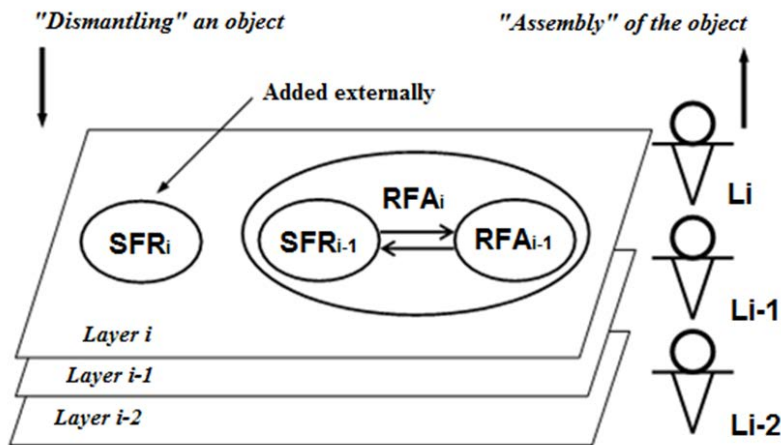 "Dismantling" an object
"Assembly" of the object
Added externally
SFRi
RFAi
SFRi-1
RFAi-1
Li
Li-1
Li-2
Layer i
Layer i-1
Layer i-2